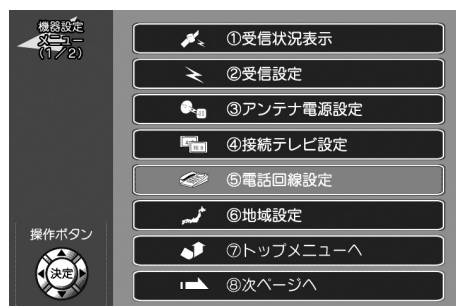 機器設定
メニュー
(1/2)
①受信状況表示
②受信設定
③アンテナ電源設定
④接続テレビ設定
⑤電話回線設定
⑥地域設定
⑦トップメニューへ
⑧次ページへ
操作ボタン
決定